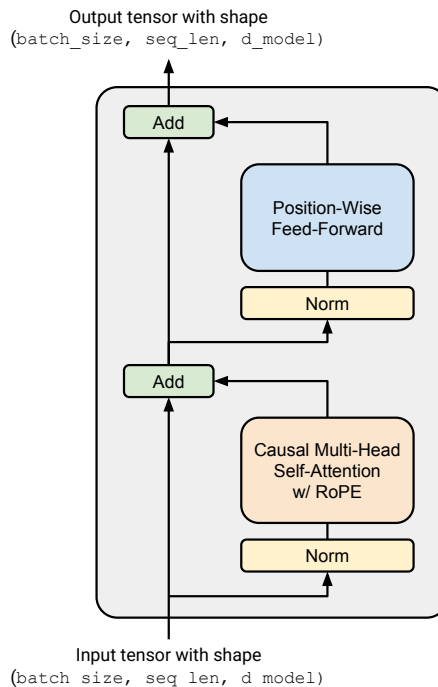 Output tensor with shape
(batch_size, seq_len, d_model)
Add
Position-Wise
Feed-Forward
Norm
Add
Causal Multi-Head
Self-Attention
w/ RoPE
Norm
Input tensor with shape
(batch_size, seq_len, d_model)